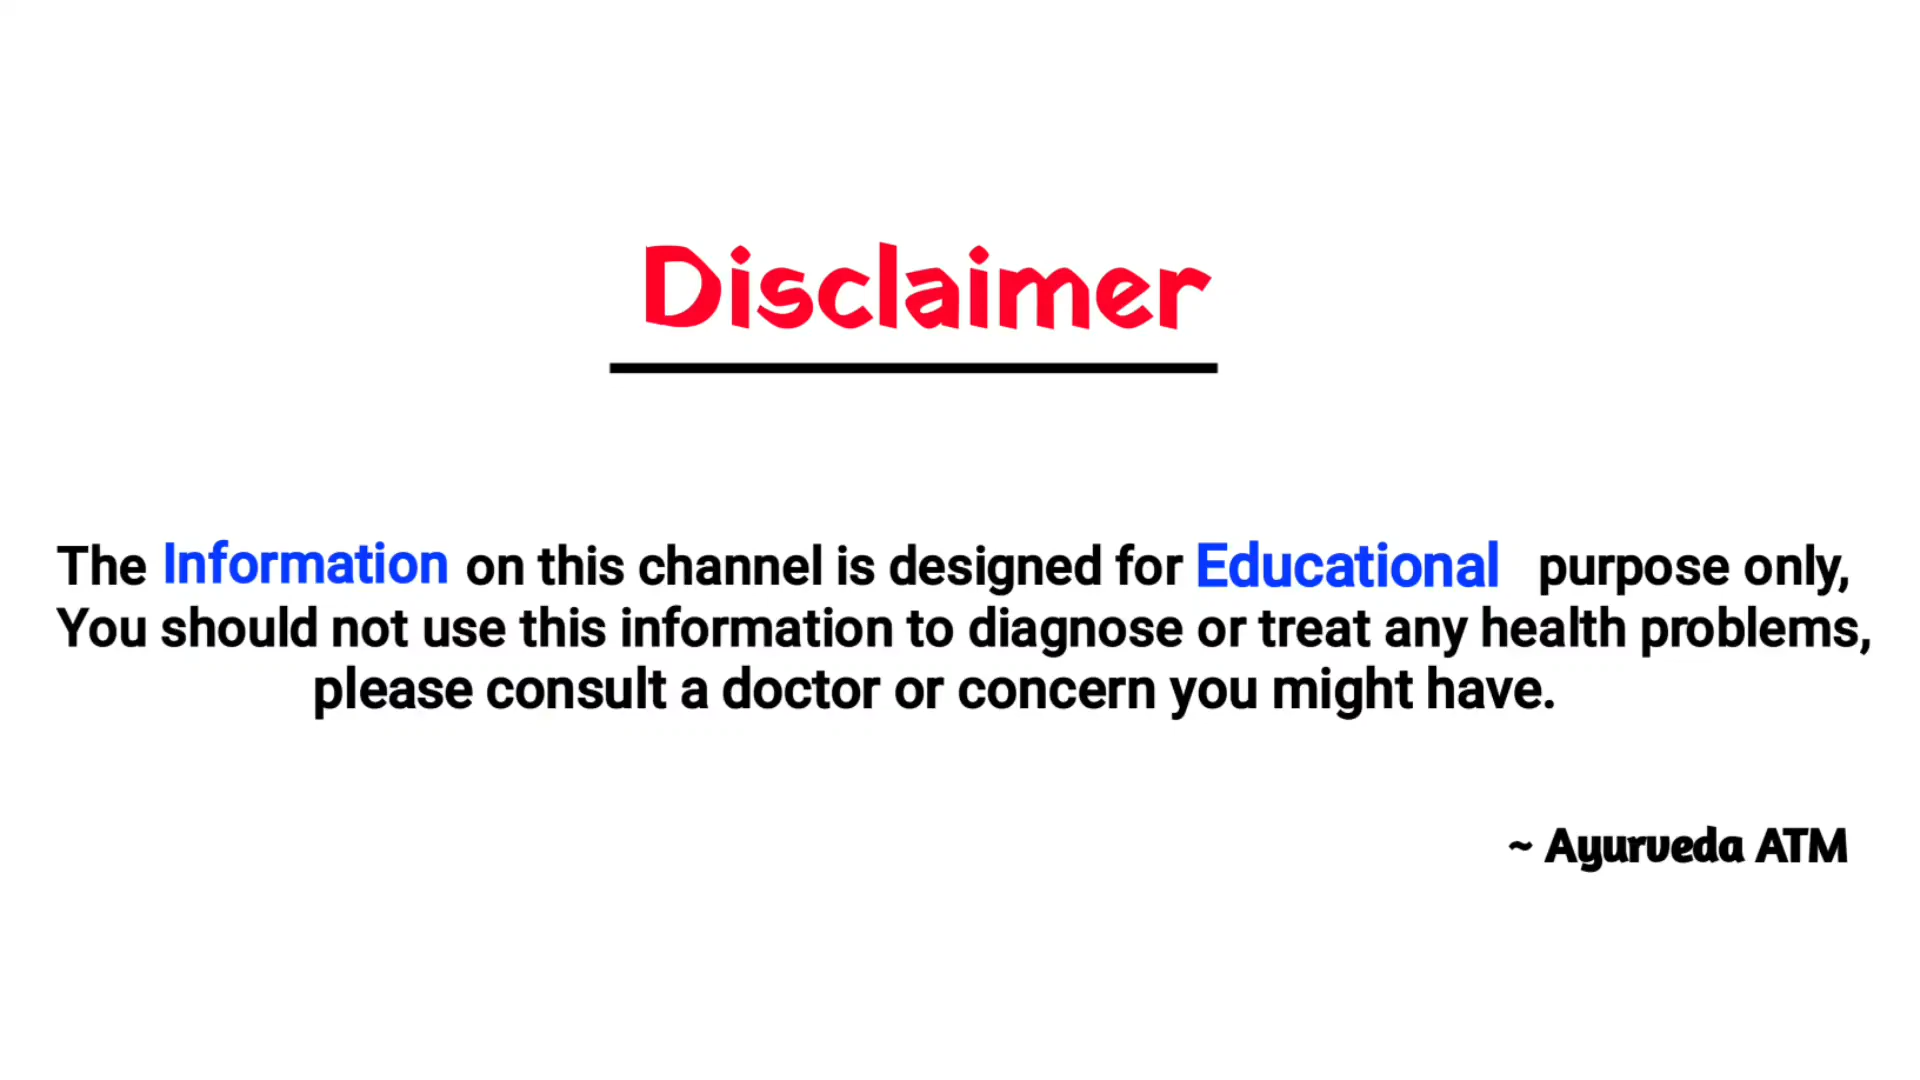 Disclaimer
The Information on this channel is designed for Educational purpose only,
You should not use this information to diagnose or treat any health problems,
please consult a doctor or concern you might have.
~ Ayurveda ATM